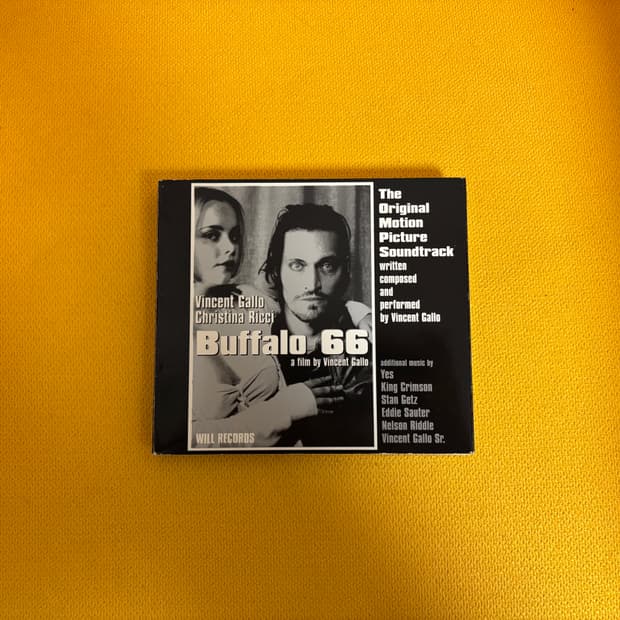 Vincent Gallo
Christina Ricci
Buffalo 66
a film by Vincent Gallo
WILL RECORDS
The
Original
Motion
Picture
Soundtrack
written
composed
and
performed
by Vincent Gallo
additional music by
Yes
King Crimson
Stan Getz
Eddie Sauter
Nelson Riddle
Vincent Gallo Sr.